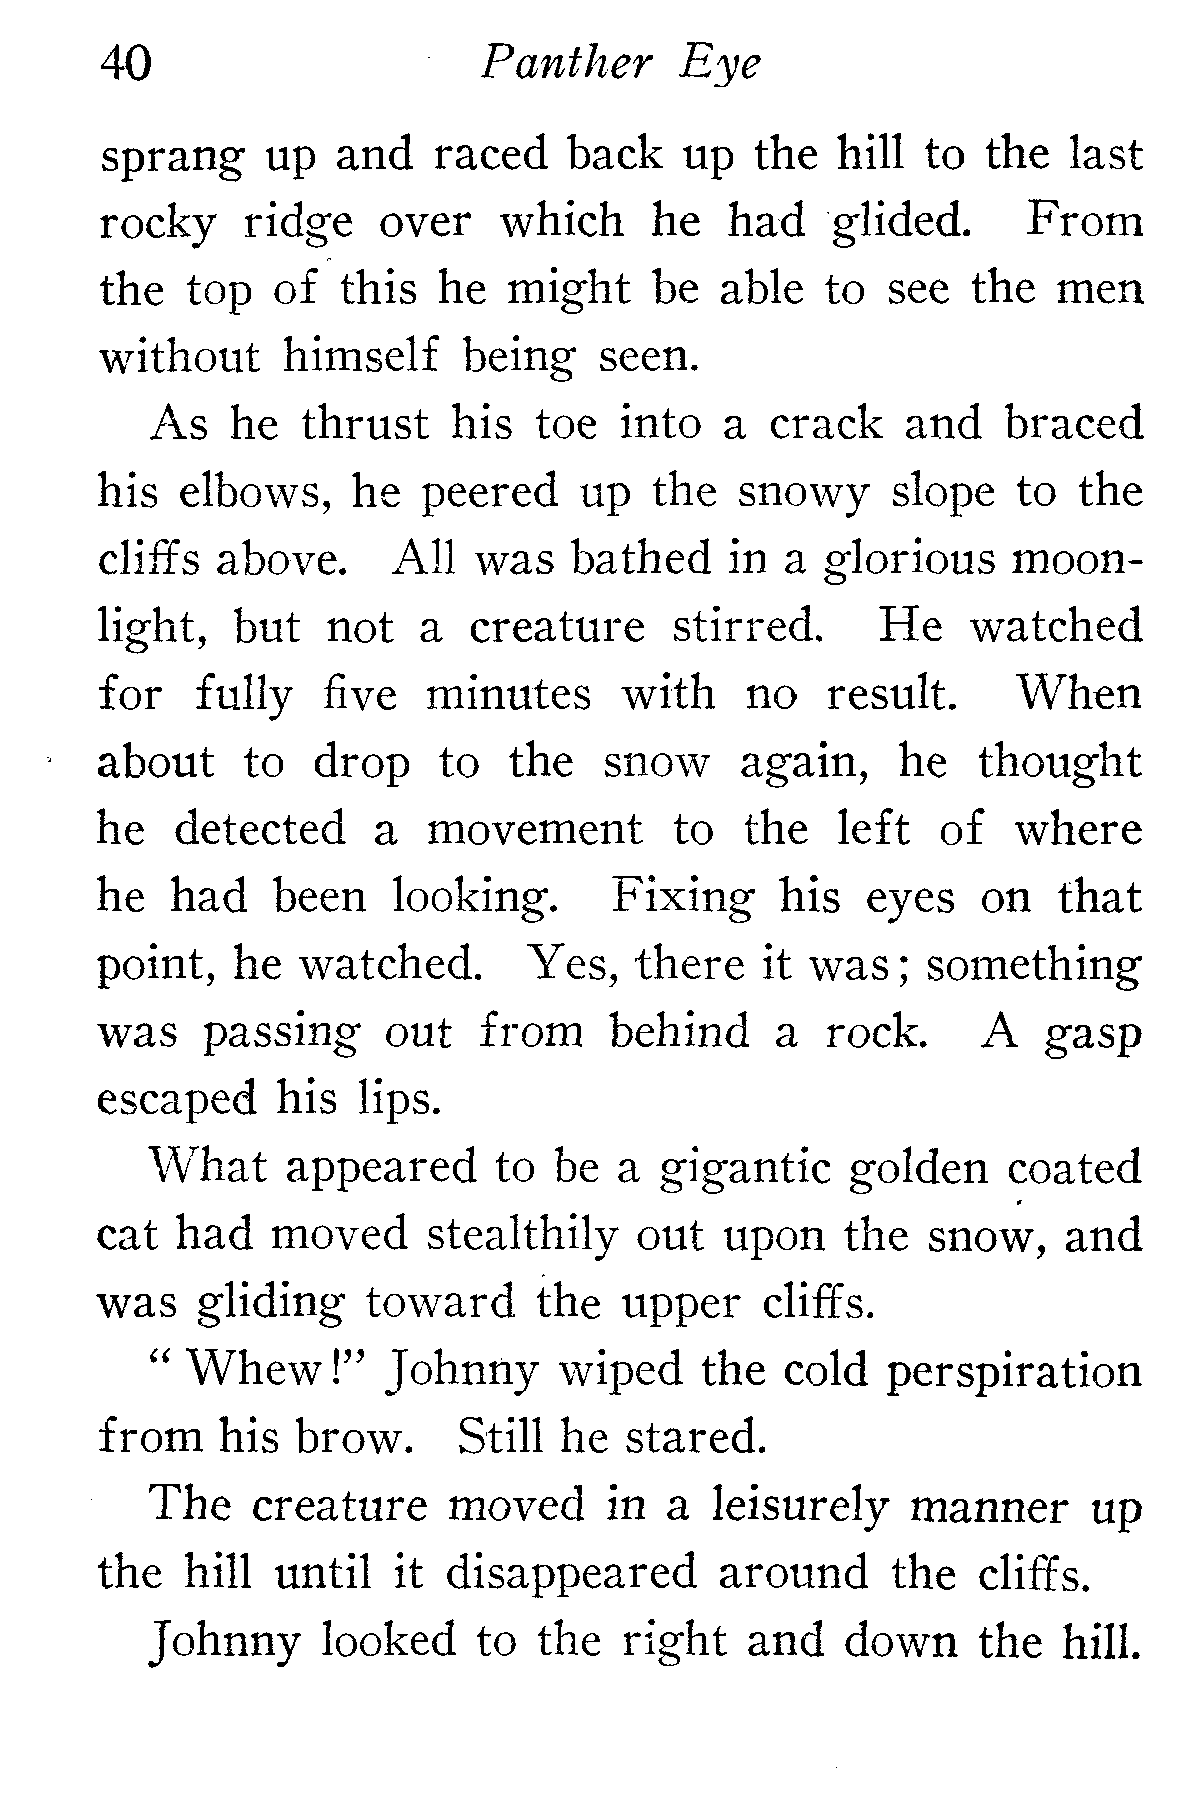 40 Panther Eye
sprang up and raced back up the hill to the last
rocky ridge over which he had glided. From
the top of this he might be able to see the men
without himself being seen.
As he thrust his toe into a crack and braced
his elbows, he peered up the snowy slope to the
cliffs above. All was bathed in a glorious moon-
light, but not a creature stirred. He watched
for fully five minutes with no result. When
about to drop to the snow again, he thought
he detected a movement to the left of where
he had been looking. Fixing his eyes on that
point, he watched. Yes, there it was; something
was passing out from behind a rock. A gasp
escaped his lips.
What appeared to be a gigantic golden coated
cat had moved stealthily out upon the snow, and
was gliding toward the upper cliffs.
“ Whew!” Johnny wiped the cold perspiration
from his brow. Still he stared.
The creature moved in a leisurely manner up
the hill until it disappeared around the cliffs.
Johnny looked to the right and down the hill.